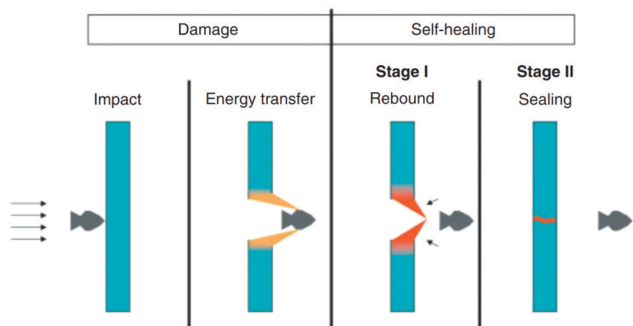 Damage
Self-healing
Impact
Energy transfer
Stage I
Rebound
Stage II
Sealing